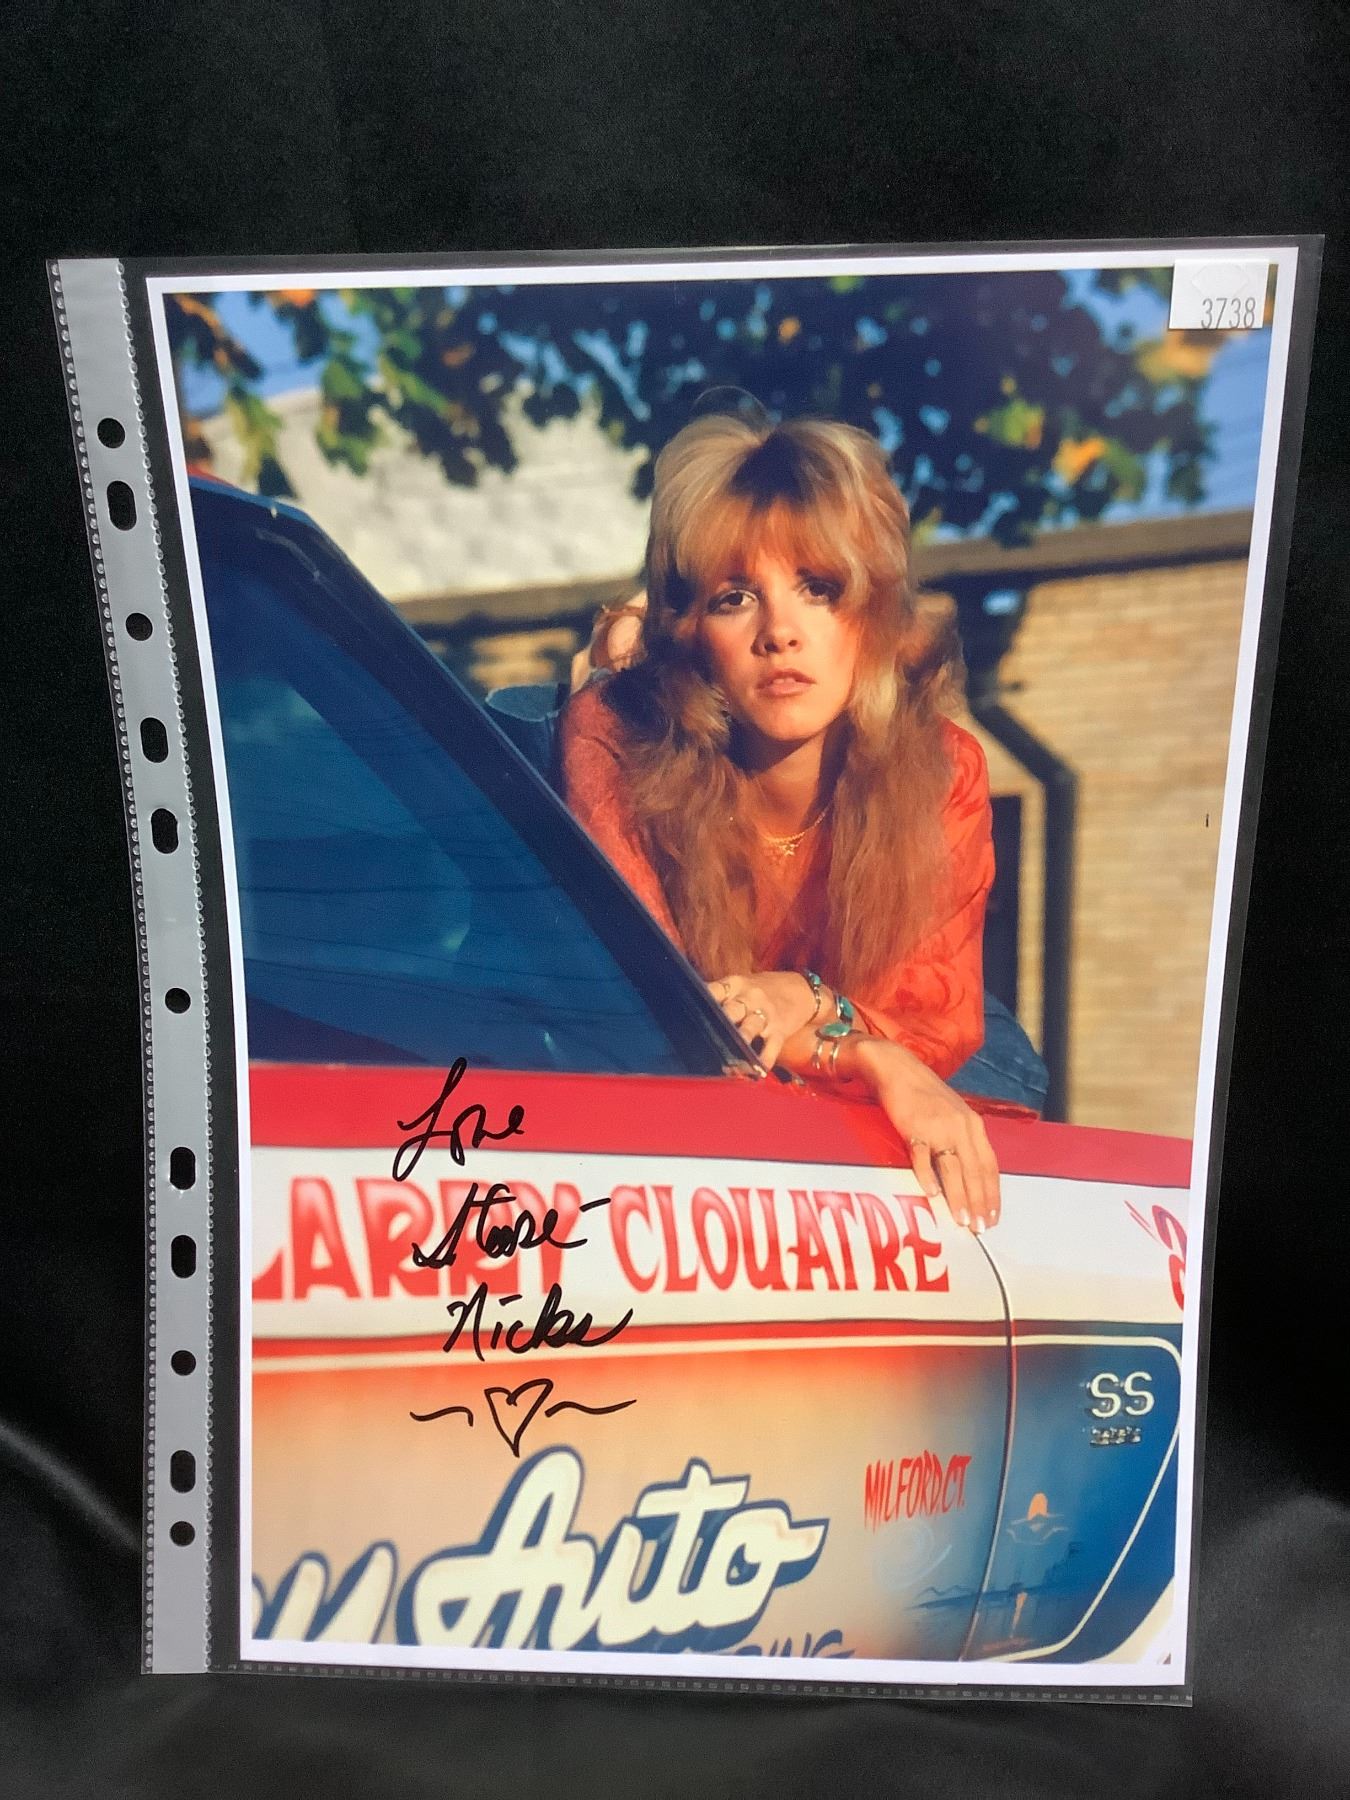 3738
Love
Stevie
Nicks
LARRY CLOUATRE
SS
MILFORD.CT.
Auto